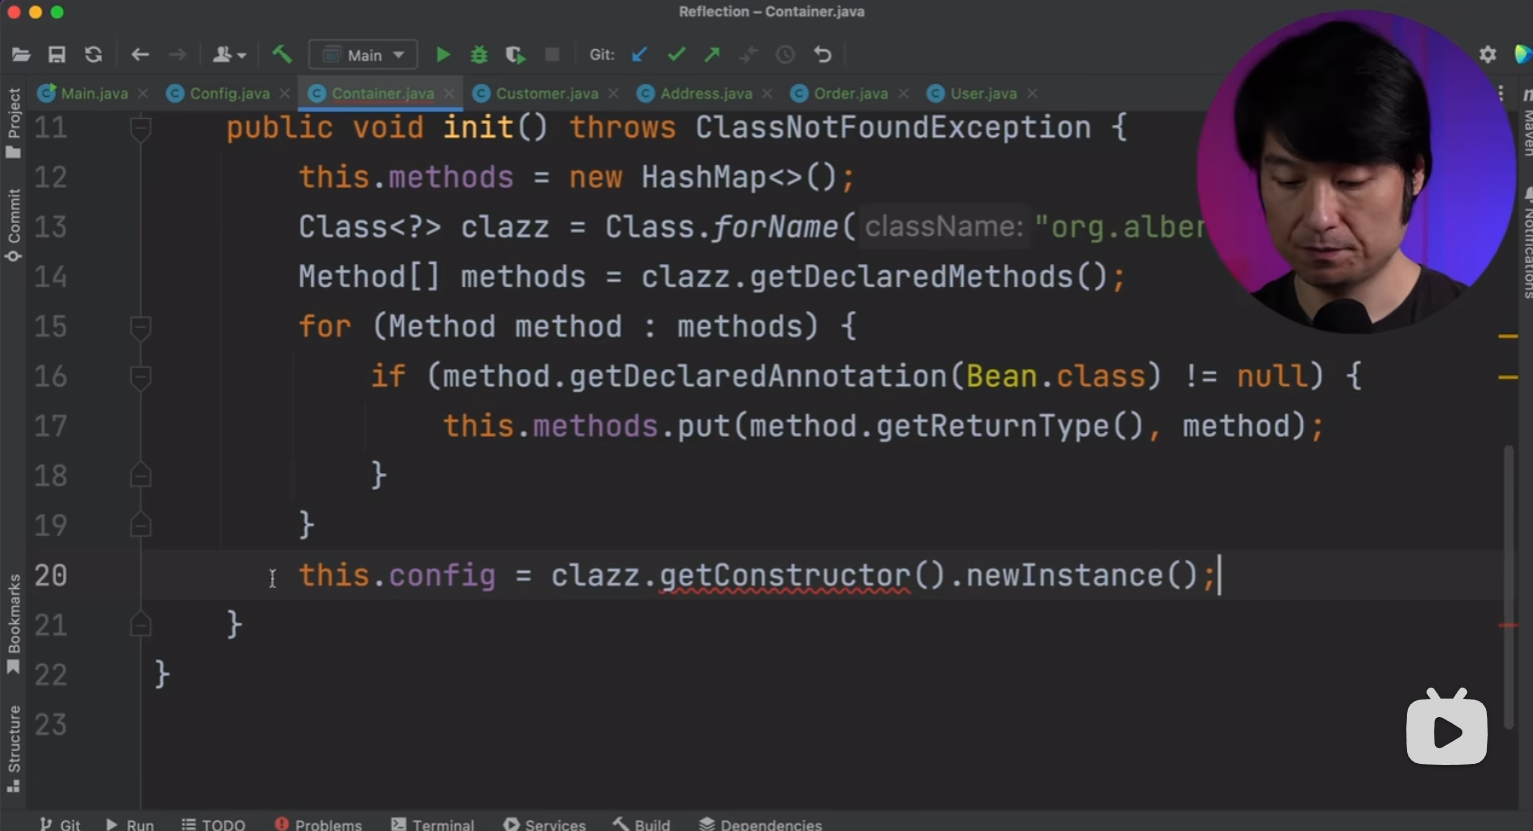 Reflection – Container.java
Main Git:
Main.java Config.java Container.java Customer.java Address.java Order.java User.java
11 public void init() throws ClassNotFoundException {
12 this.methods = new HashMap<>();
13 Class<?> clazz = Class.forName( className: "org.alber
14 Method[] methods = clazz.getDeclaredMethods();
15 for (Method method : methods) {
16 if (method.getDeclaredAnnotation(Bean.class) != null) {
17 this.methods.put(method.getReturnType(), method);
18 }
19 }
20 this.config = clazz.getConstructor().newInstance();
21 }
22 }
23
Project
Commit
Bookmarks
Structure
Maven
Notifications
Git Run TODO Problems Terminal Services Build Dependencies